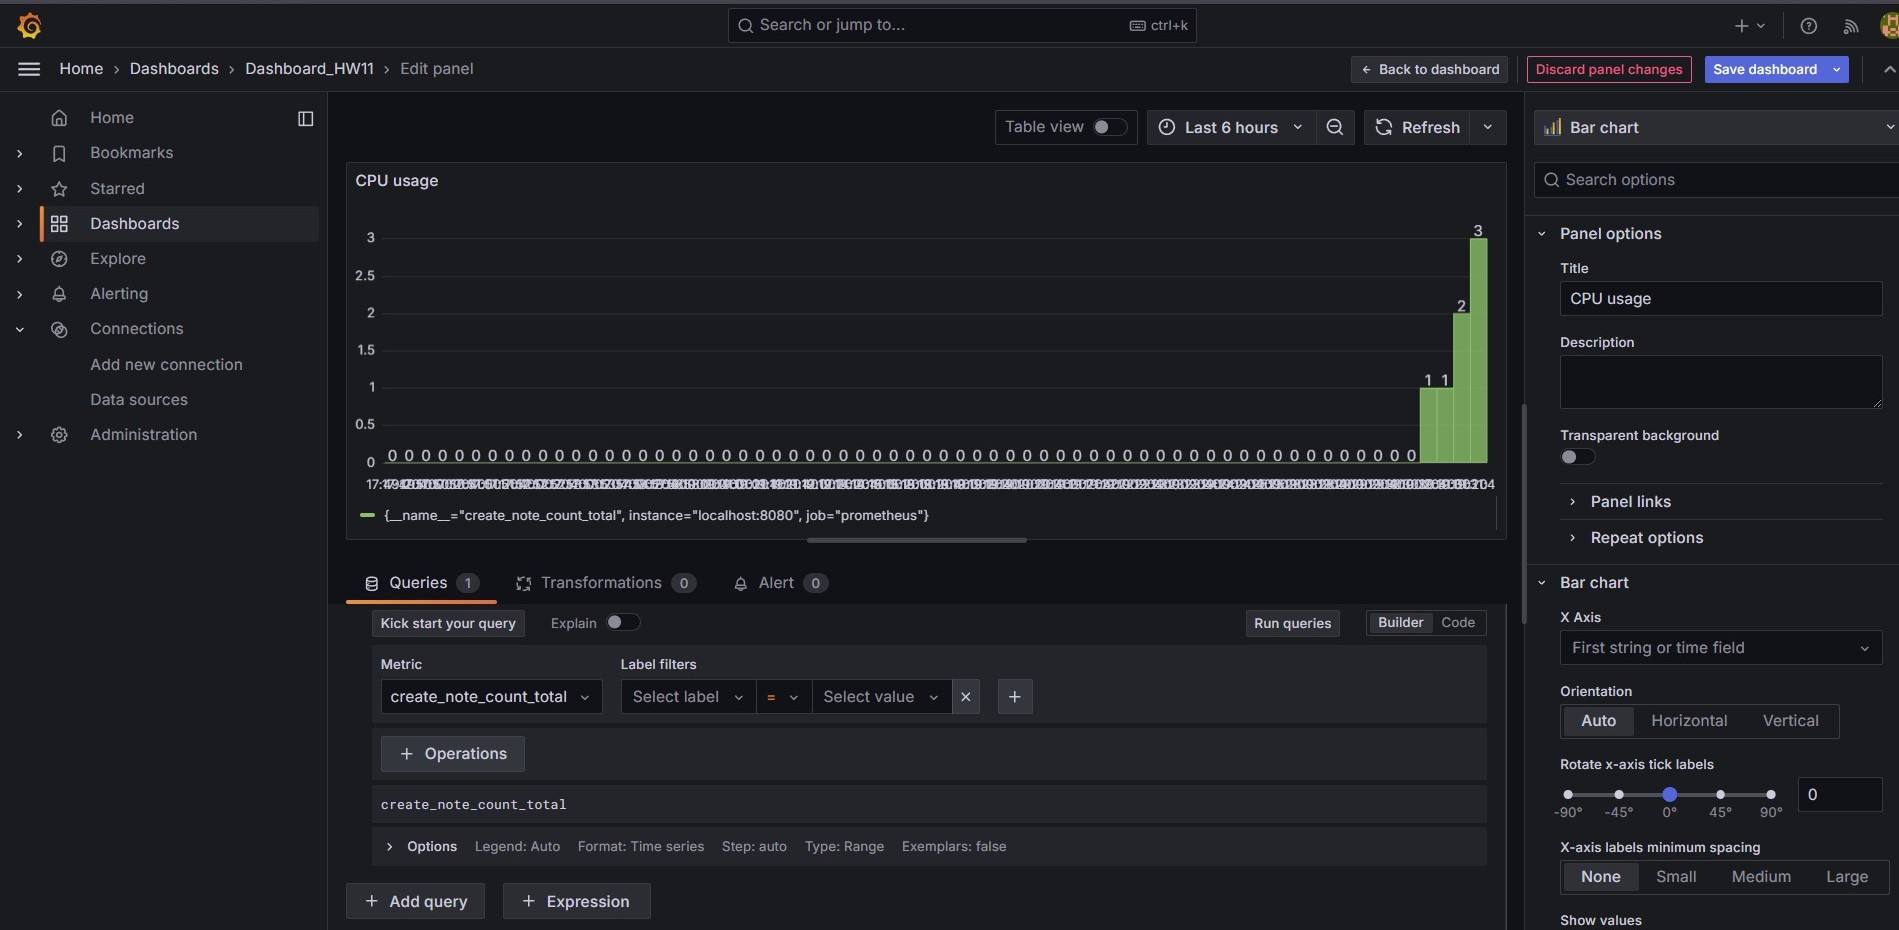 Search or jump to...
ctrl+k
Home
Dashboards
Dashboard_HW11
Edit panel
Back to dashboard
Discard panel changes
Save dashboard
Home
Bookmarks
Starred
Dashboards
Explore
Alerting
Connections
Add new connection
Data sources
Administration
Table view
Last 6 hours
Refresh
CPU usage
3
2.5
2
1.5
1
0.5
0
0 0 0 0 0 0 0 0 0 0 0 0 0 0 0 0 0 0 0 0 0 0 0 0 0 0 0 0 0 0 0 0 0 0 0 0 0 0 0 0 0 0 0 0 0 0 0 0 0 0 0 0 0 0 0 0 0 0 0 0 0 0
1 1
2
3
{__name__="create_note_count_total", instance="localhost:8080", job="prometheus"}
Queries 1
Transformations 0
Alert 0
Kick start your query
Explain
Run queries
Builder
Code
Metric
Label filters
create_note_count_total
Select label
=
Select value
+ Operations
create_note_count_total
Options
Legend: Auto
Format: Time series
Step: auto
Type: Range
Exemplars: false
+ Add query
+ Expression
Bar chart
Search options
Panel options
Title
CPU usage
Description
Transparent background
Panel links
Repeat options
Bar chart
X Axis
First string or time field
Orientation
Auto
Horizontal
Vertical
Rotate x-axis tick labels
0
-90°
-45°
0°
45°
90°
X-axis labels minimum spacing
None
Small
Medium
Large
Show values